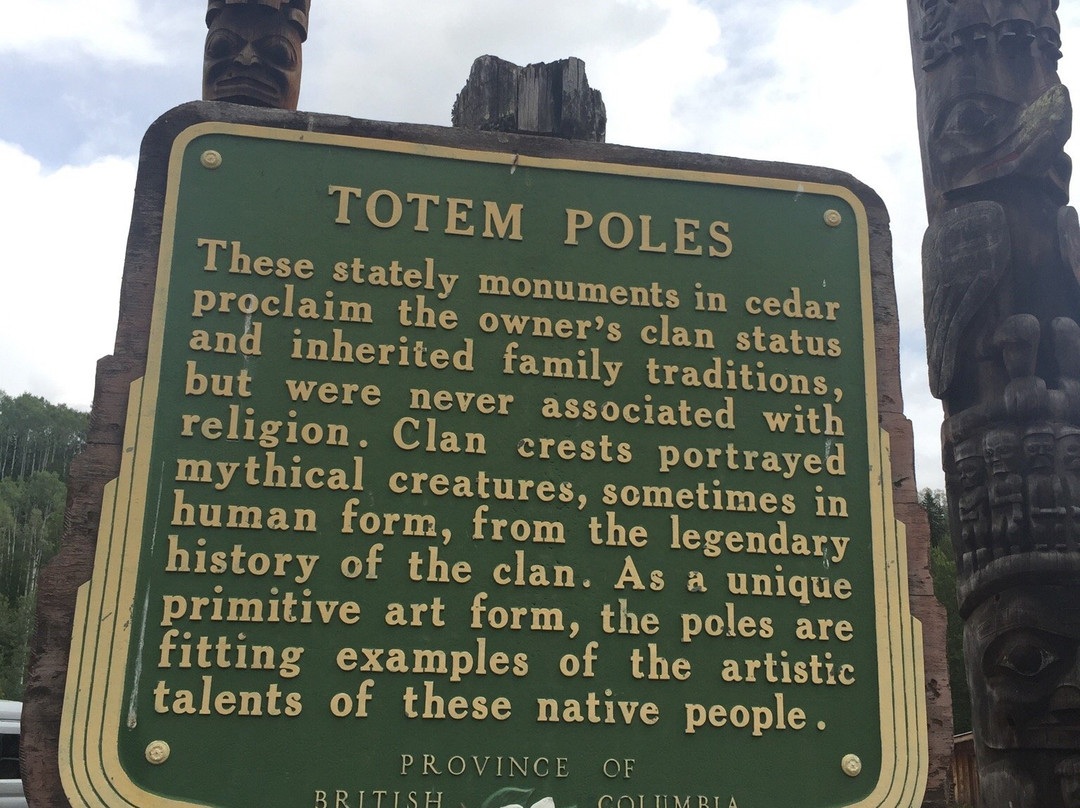 TOTEM POLES
These stately monuments in cedar
proclaim the owner's clan status
and inherited family traditions,
but were never associated with
religion. Clan crests portrayed
mythical creatures, sometimes in
human form, from the legendary
history of the clan. As a unique
primitive art form, the poles are
fitting examples of the artistic
talents of these native people.
PROVINCE OF
BRITISH COLUMBIA